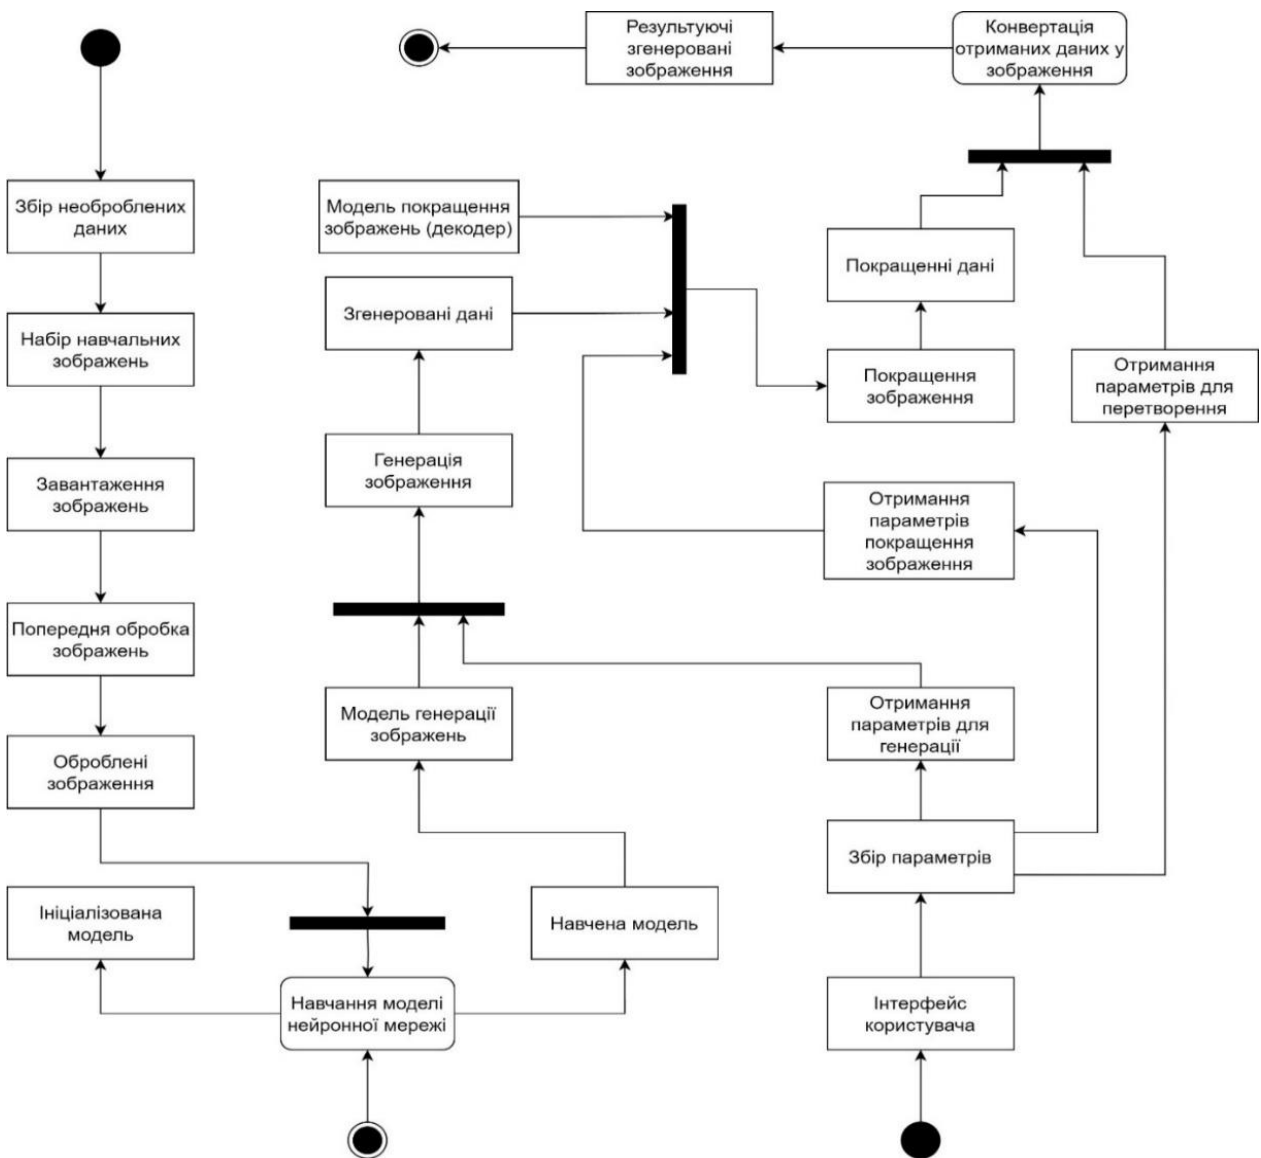 Результуючі
згенеровані
зображення
Конвертація
отриманих даних у
зображення
Збір необроблених
даних
Модель покращення
зображень (декодер)
Покращенні дані
Згенеровані дані
Набір навчальних
зображень
Покращення
зображення
Отримання
параметрів для
перетворення
Генерація
зображення
Завантаження
зображень
Отримання
параметрів
покращення
зображення
Попередня обробка
зображень
Модель генерації
зображень
Отримання
параметрів для
генерації
Оброблені
зображення
Збір параметрів
Ініціалізована
модель
Навчена модель
Навчання моделі
нейронної мережі
Інтерфейс
користувача